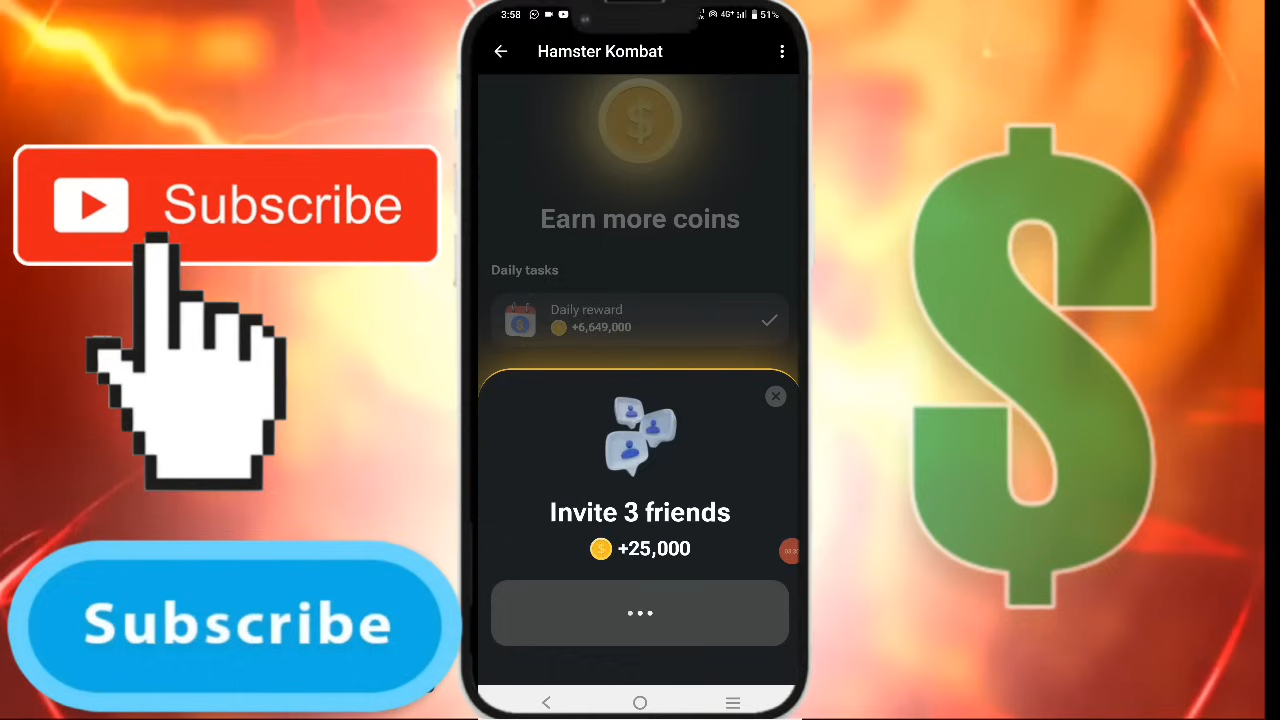 3:58
4G+
51%
Hamster Kombat
Earn more coins
Daily tasks
Daily reward
+6,649,000
Invite 3 friends
+25,000
•••
Subscribe
Subscribe
$